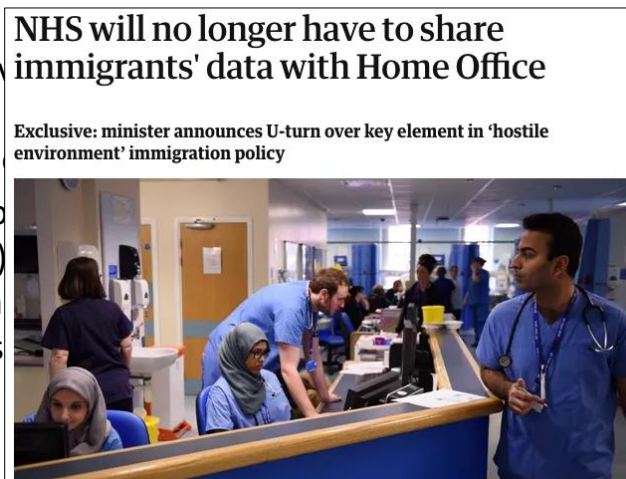 NHS will no longer have to share
immigrants' data with Home Office
Exclusive: minister announces U-turn over key element in ‘hostile
environment’ immigration policy